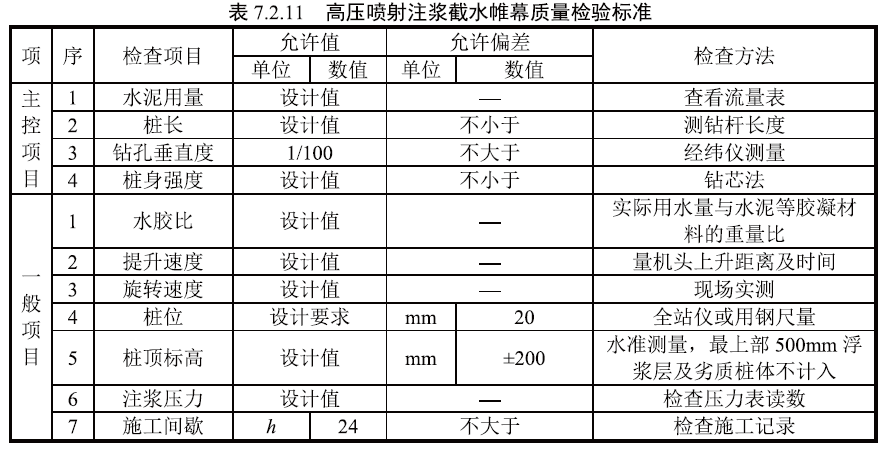 表 7.2.11 高压喷射注浆截水帷幕质量检验标准
项 序 检查项目 允许值 允许偏差 检查方法
单位 数值 单位 数值
主控项目 1 水泥用量 设计值 — 查看流量表
2 桩长 设计值 不小于 测钻杆长度
3 钻孔垂直度 1/100 不大于 经纬仪测量
4 桩身强度 设计值 不小于 钻芯法
一般项目 1 水胶比 设计值 — 实际用水量与水泥等胶凝材
料的重量比
2 提升速度 设计值 — 量机头上升距离及时间
3 旋转速度 设计值 — 现场实测
4 桩位 设计要求 mm 20 全站仪或用钢尺量
5 桩顶标高 设计值 mm ±200 水准测量，最上部 500mm 浮
浆层及劣质桩体不计入
6 注浆压力 设计值 — 检查压力表读数
7 施工间歇 h 24 不大于 检查施工记录